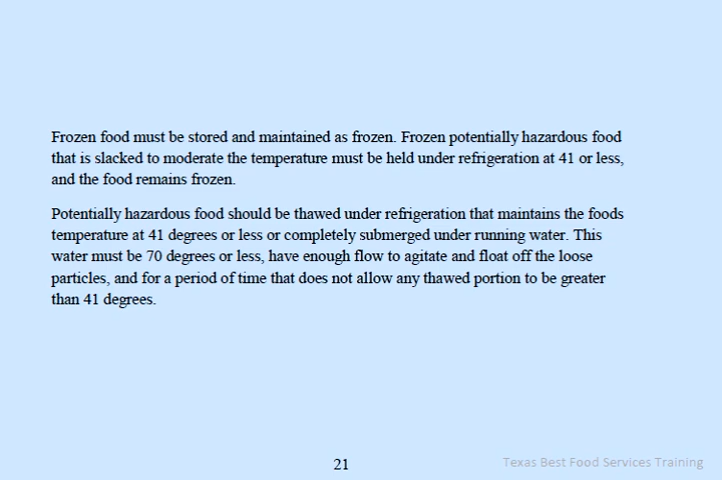 Frozen food must be stored and maintained as frozen. Frozen potentially hazardous food
that is slacked to moderate the temperature must be held under refrigeration at 41 or less,
and the food remains frozen.
Potentially hazardous food should be thawed under refrigeration that maintains the foods
temperature at 41 degrees or less or completely submerged under running water. This
water must be 70 degrees or less, have enough flow to agitate and float off the loose
particles, and for a period of time that does not allow any thawed portion to be greater
than 41 degrees.
21
Texas Best Food Services Training